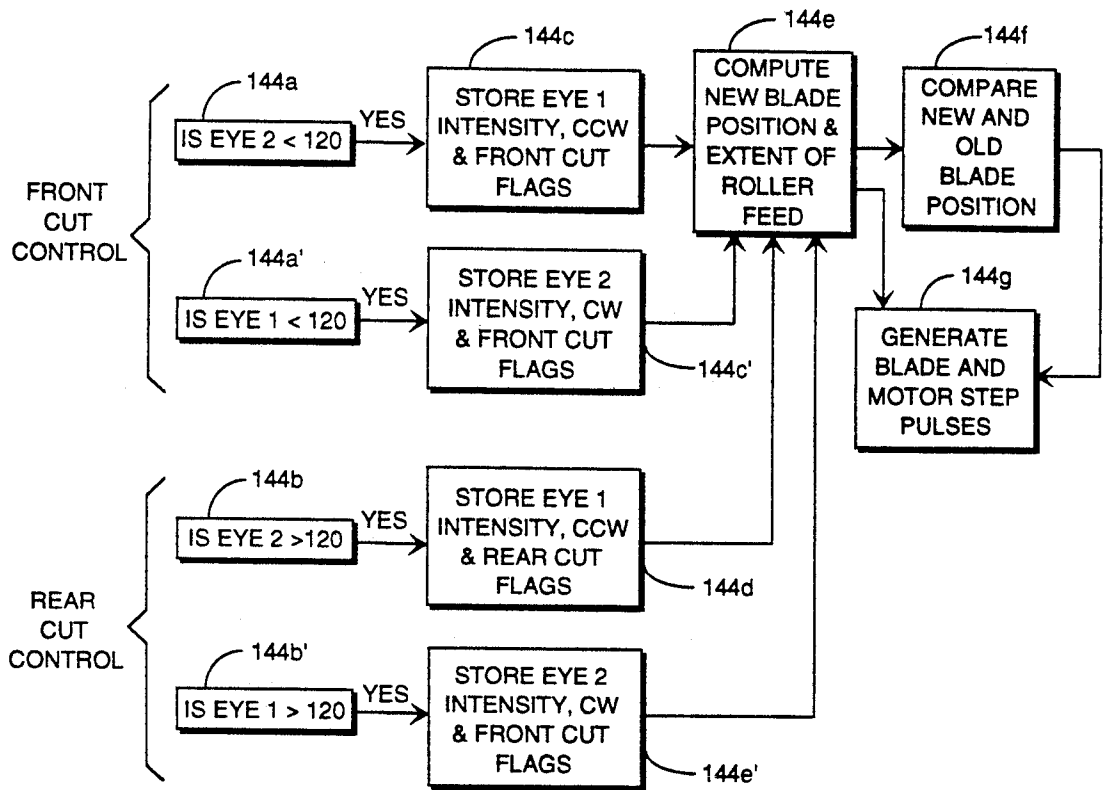 FRONT
CUT
CONTROL
144a
IS EYE 2 < 120
YES
144c
STORE EYE 1
INTENSITY, CCW
& FRONT CUT
FLAGS
144e
COMPUTE
NEW BLADE
POSITION &
EXTENT OF
ROLLER
FEED
144f
COMPARE
NEW AND
OLD
BLADE
POSITION
144a'
IS EYE 1 < 120
YES
STORE EYE 2
INTENSITY, CW
& FRONT CUT
FLAGS
144c'
144g
GENERATE
BLADE AND
MOTOR STEP
PULSES
REAR
CUT
CONTROL
144b
IS EYE 2 >120
YES
STORE EYE 1
INTENSITY, CCW
& REAR CUT
FLAGS
144d
144b'
IS EYE 1 > 120
YES
STORE EYE 2
INTENSITY, CW
& FRONT CUT
FLAGS
144e'